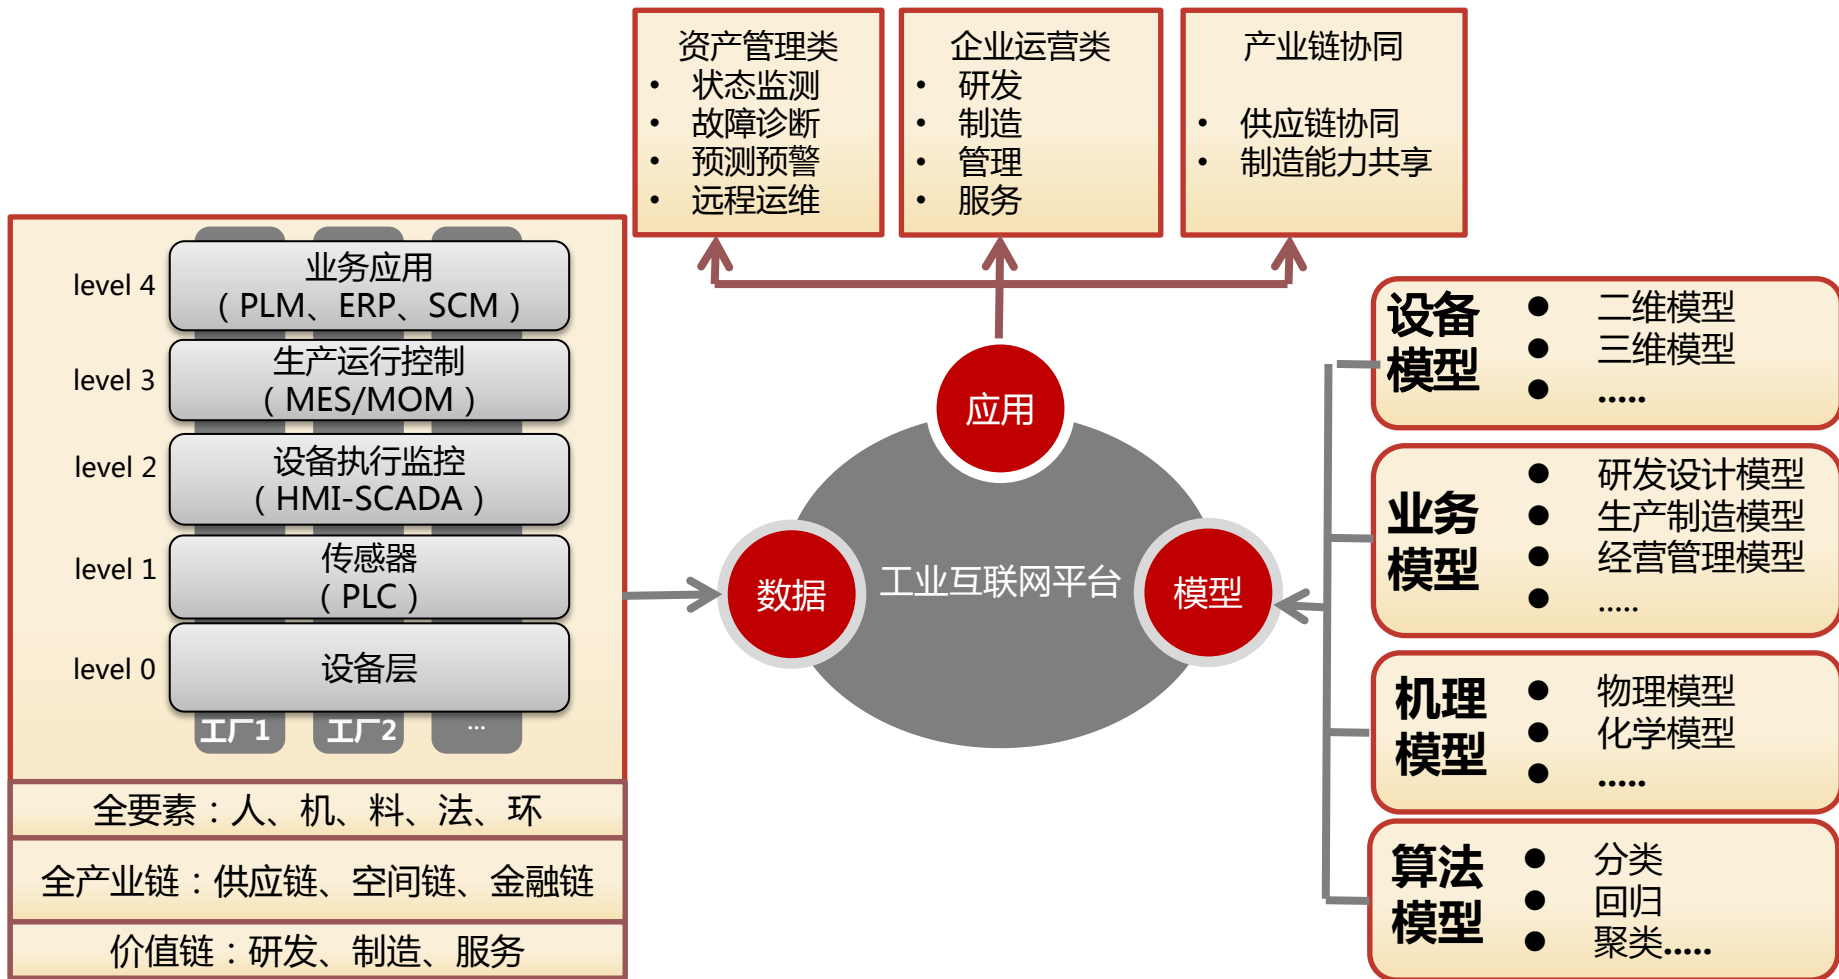 资产管理类
• 状态监测
• 故障诊断
• 预测预警
• 远程运维
企业运营类
• 研发
• 制造
• 管理
• 服务
产业链协同
• 供应链协同
• 制造能力共享
level 4
业务应用
（PLM、ERP、SCM）
level 3
生产运行控制
（MES/MOM）
level 2
设备执行监控
（HMI-SCADA）
level 1
传感器
（PLC）
level 0
设备层
工厂1
工厂2
...
全要素：人、机、料、法、环
全产业链：供应链、空间链、金融链
价值链：研发、制造、服务
应用
数据
工业互联网平台
模型
设备
模型
● 二维模型
● 三维模型
● .....
业务
模型
● 研发设计模型
● 生产制造模型
● 经营管理模型
● .....
机理
模型
● 物理模型
● 化学模型
● .....
算法
模型
● 分类
● 回归
● 聚类.....